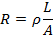 R = ρ L/A